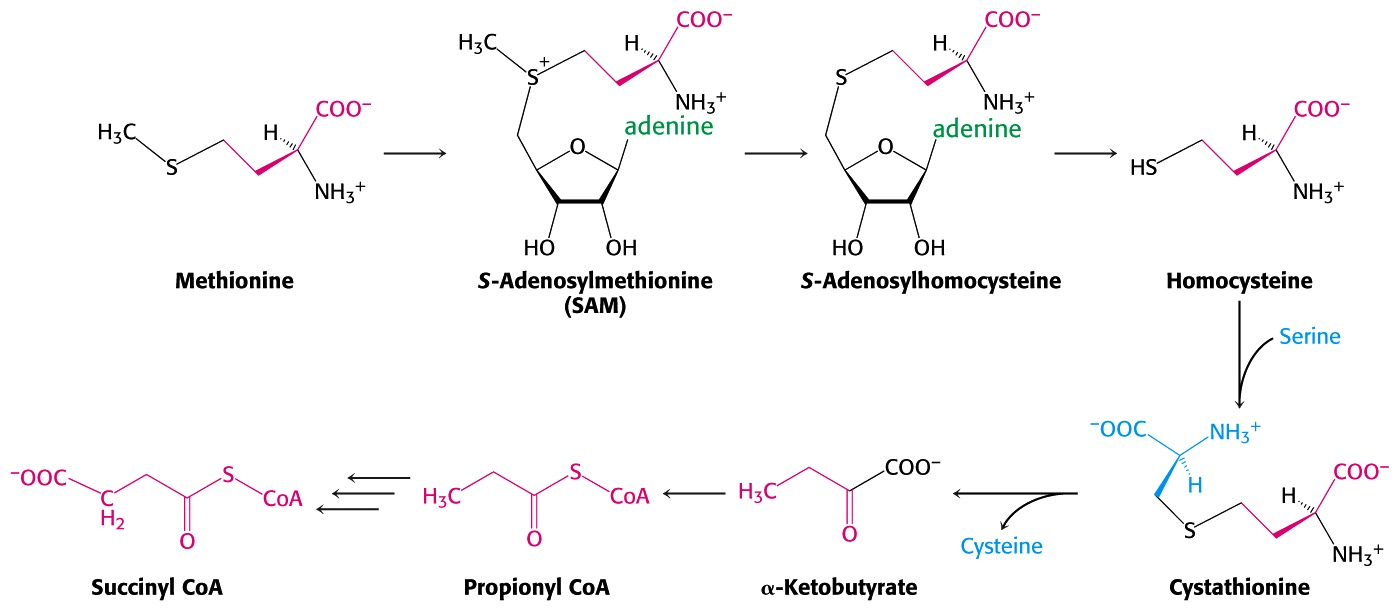 H₃C
S
H
COO⁻
NH₃⁺
Methionine
H₃C
S⁺
H
COO⁻
NH₃⁺
adenine
O
HO
OH
S-Adenosylmethionine
(SAM)
S
H
COO⁻
NH₃⁺
adenine
O
HO
OH
S-Adenosylhomocysteine
HS
H
COO⁻
NH₃⁺
Homocysteine
Serine
⁻OOC
NH₃⁺
H
S
H
COO⁻
NH₃⁺
Cystathionine
Cysteine
H₃C
COO⁻
O
α-Ketobutyrate
H₃C
S
CoA
O
Propionyl CoA
⁻OOC
C
H₂
S
CoA
O
Succinyl CoA